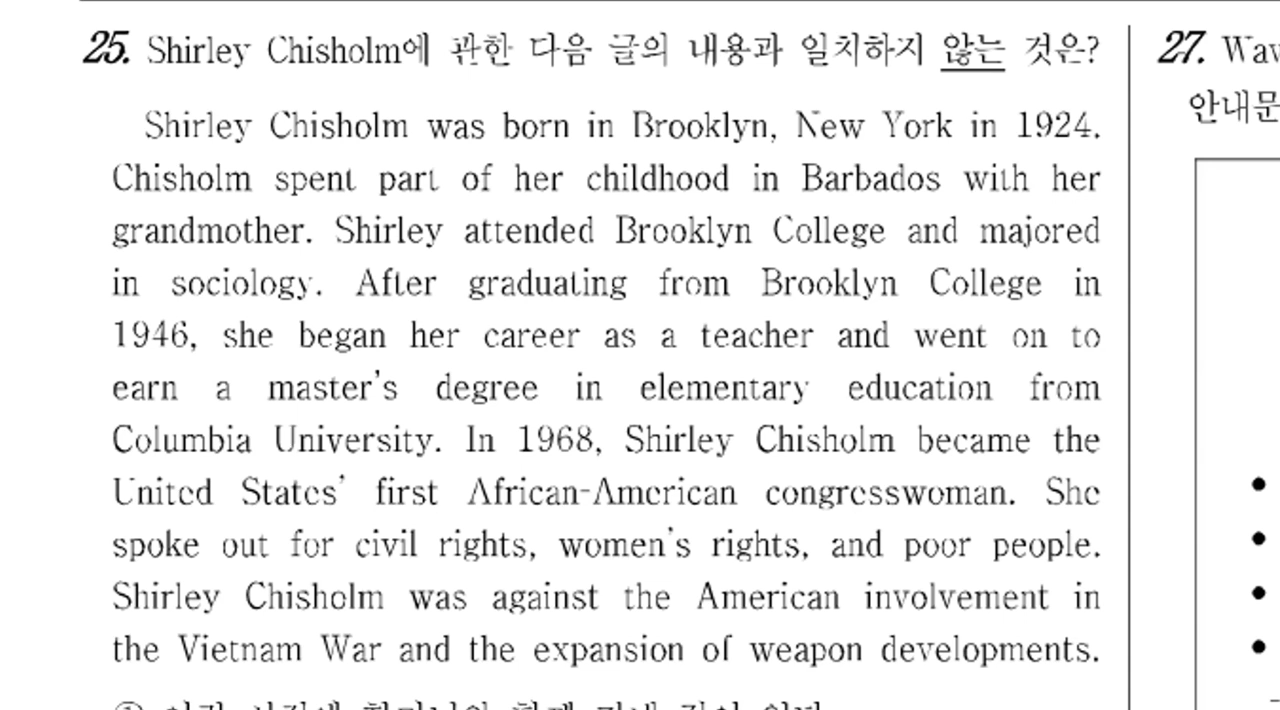 25. Shirley Chisholm에 관한 다음 글의 내용과 일치하지 않는 것은?
Shirley Chisholm was born in Brooklyn, New York in 1924.
Chisholm spent part of her childhood in Barbados with her
grandmother. Shirley attended Brooklyn College and majored
in sociology. After graduating from Brooklyn College in
1946, she began her career as a teacher and went on to
earn a master's degree in elementary education from
Columbia University. In 1968, Shirley Chisholm became the
United States' first African-American congresswoman. She
spoke out for civil rights, women's rights, and poor people.
Shirley Chisholm was against the American involvement in
the Vietnam War and the expansion of weapon developments.
27.
안내문